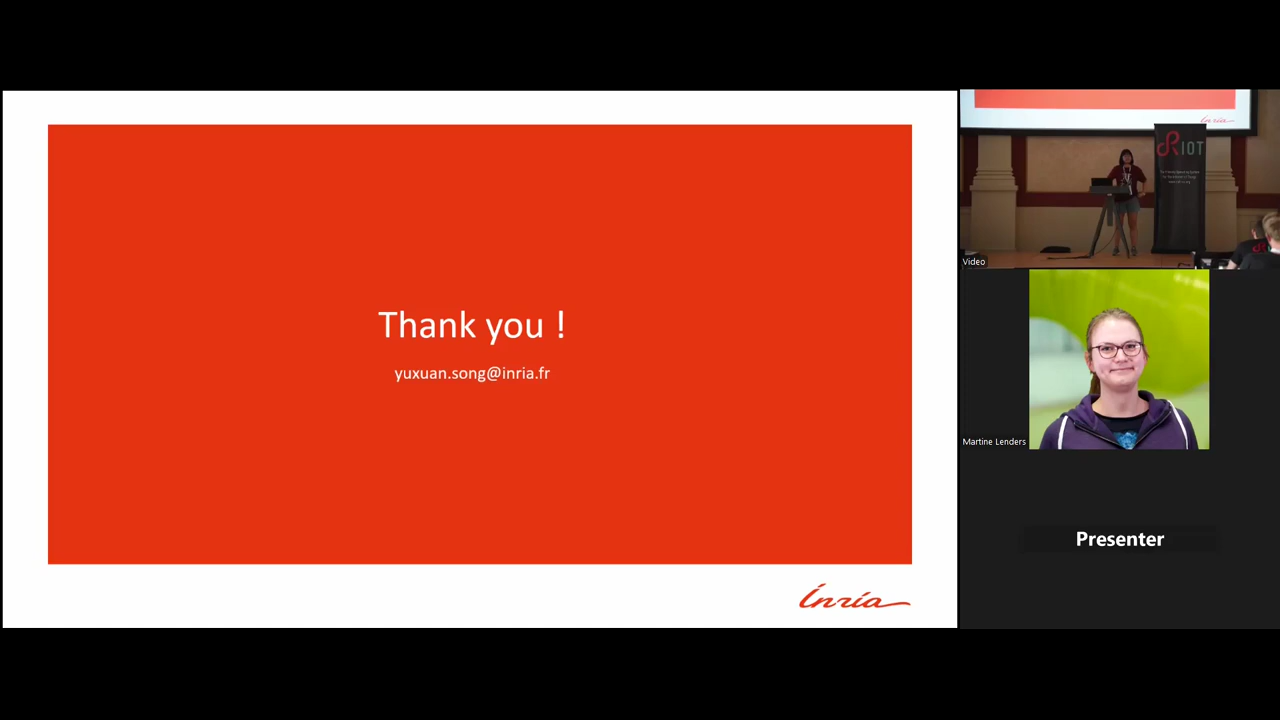 Thank you !
yuxuan.song@inria.fr
Inria
RIOT
Video
Martine Lenders
Presenter